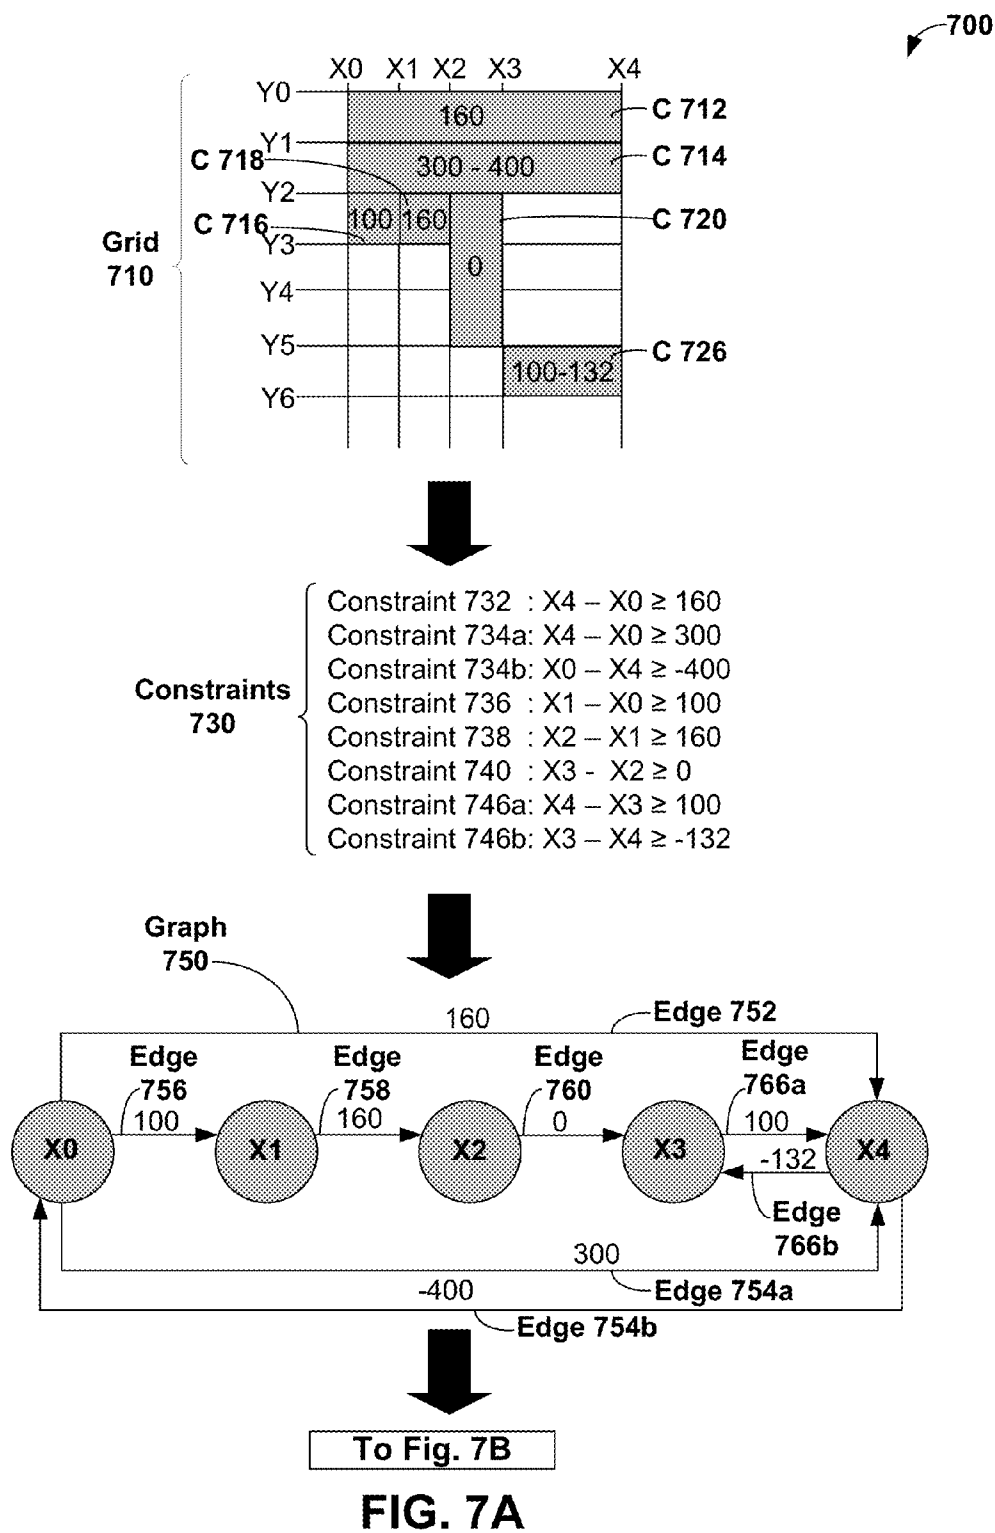 700
X0 X1 X2 X3 X4
Y0
160
C 712
Y1
C 718
300 - 400
C 714
Y2
C 716
100
160
C 720
Y3
Grid
710
0
Y4
Y5
C 726
100-132
Y6
Constraints
730
Constraint 732 : X4 – X0 ≥ 160
Constraint 734a: X4 – X0 ≥ 300
Constraint 734b: X0 – X4 ≥ -400
Constraint 736 : X1 – X0 ≥ 100
Constraint 738 : X2 – X1 ≥ 160
Constraint 740 : X3 - X2 ≥ 0
Constraint 746a: X4 – X3 ≥ 100
Constraint 746b: X3 – X4 ≥ -132
Graph
750
160
Edge 752
Edge
756
100
Edge
758
160
Edge
760
0
Edge
766a
100
X0
X1
X2
X3
X4
-132
Edge
766b
300
Edge 754a
-400
Edge 754b
To Fig. 7B
FIG. 7A